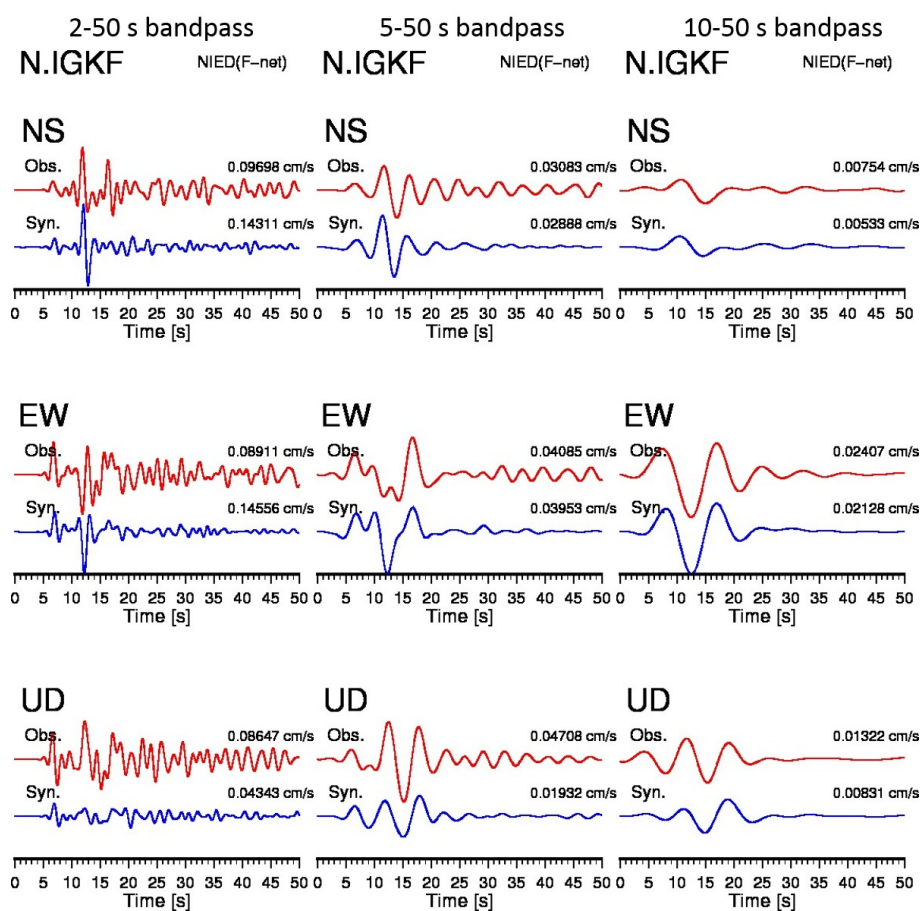 2-50 s bandpass 5-50 s bandpass 10-50 s bandpass
N.IGKF NIED(F-net) N.IGKF NIED(F-net) N.IGKF NIED(F-net)
NS NS NS
Obs. 0.09698 cm/s Obs. 0.03083 cm/s Obs. 0.00754 cm/s
Syn. 0.14311 cm/s Syn. 0.02888 cm/s Syn. 0.00533 cm/s
0 5 10 15 20 25 30 35 40 45 50 0 5 10 15 20 25 30 35 40 45 50 0 5 10 15 20 25 30 35 40 45 50
Time [s] Time [s] Time [s]
EW EW EW
Obs. 0.08911 cm/s Obs. 0.04085 cm/s Obs. 0.02407 cm/s
Syn. 0.14556 cm/s Syn. 0.03953 cm/s Syn. 0.02128 cm/s
0 5 10 15 20 25 30 35 40 45 50 0 5 10 15 20 25 30 35 40 45 50 0 5 10 15 20 25 30 35 40 45 50
Time [s] Time [s] Time [s]
UD UD UD
Obs. 0.08647 cm/s Obs. 0.04708 cm/s Obs. 0.01322 cm/s
Syn. 0.04343 cm/s Syn. 0.01932 cm/s Syn. 0.00831 cm/s
0 5 10 15 20 25 30 35 40 45 50 0 5 10 15 20 25 30 35 40 45 50 0 5 10 15 20 25 30 35 40 45 50
Time [s] Time [s] Time [s]